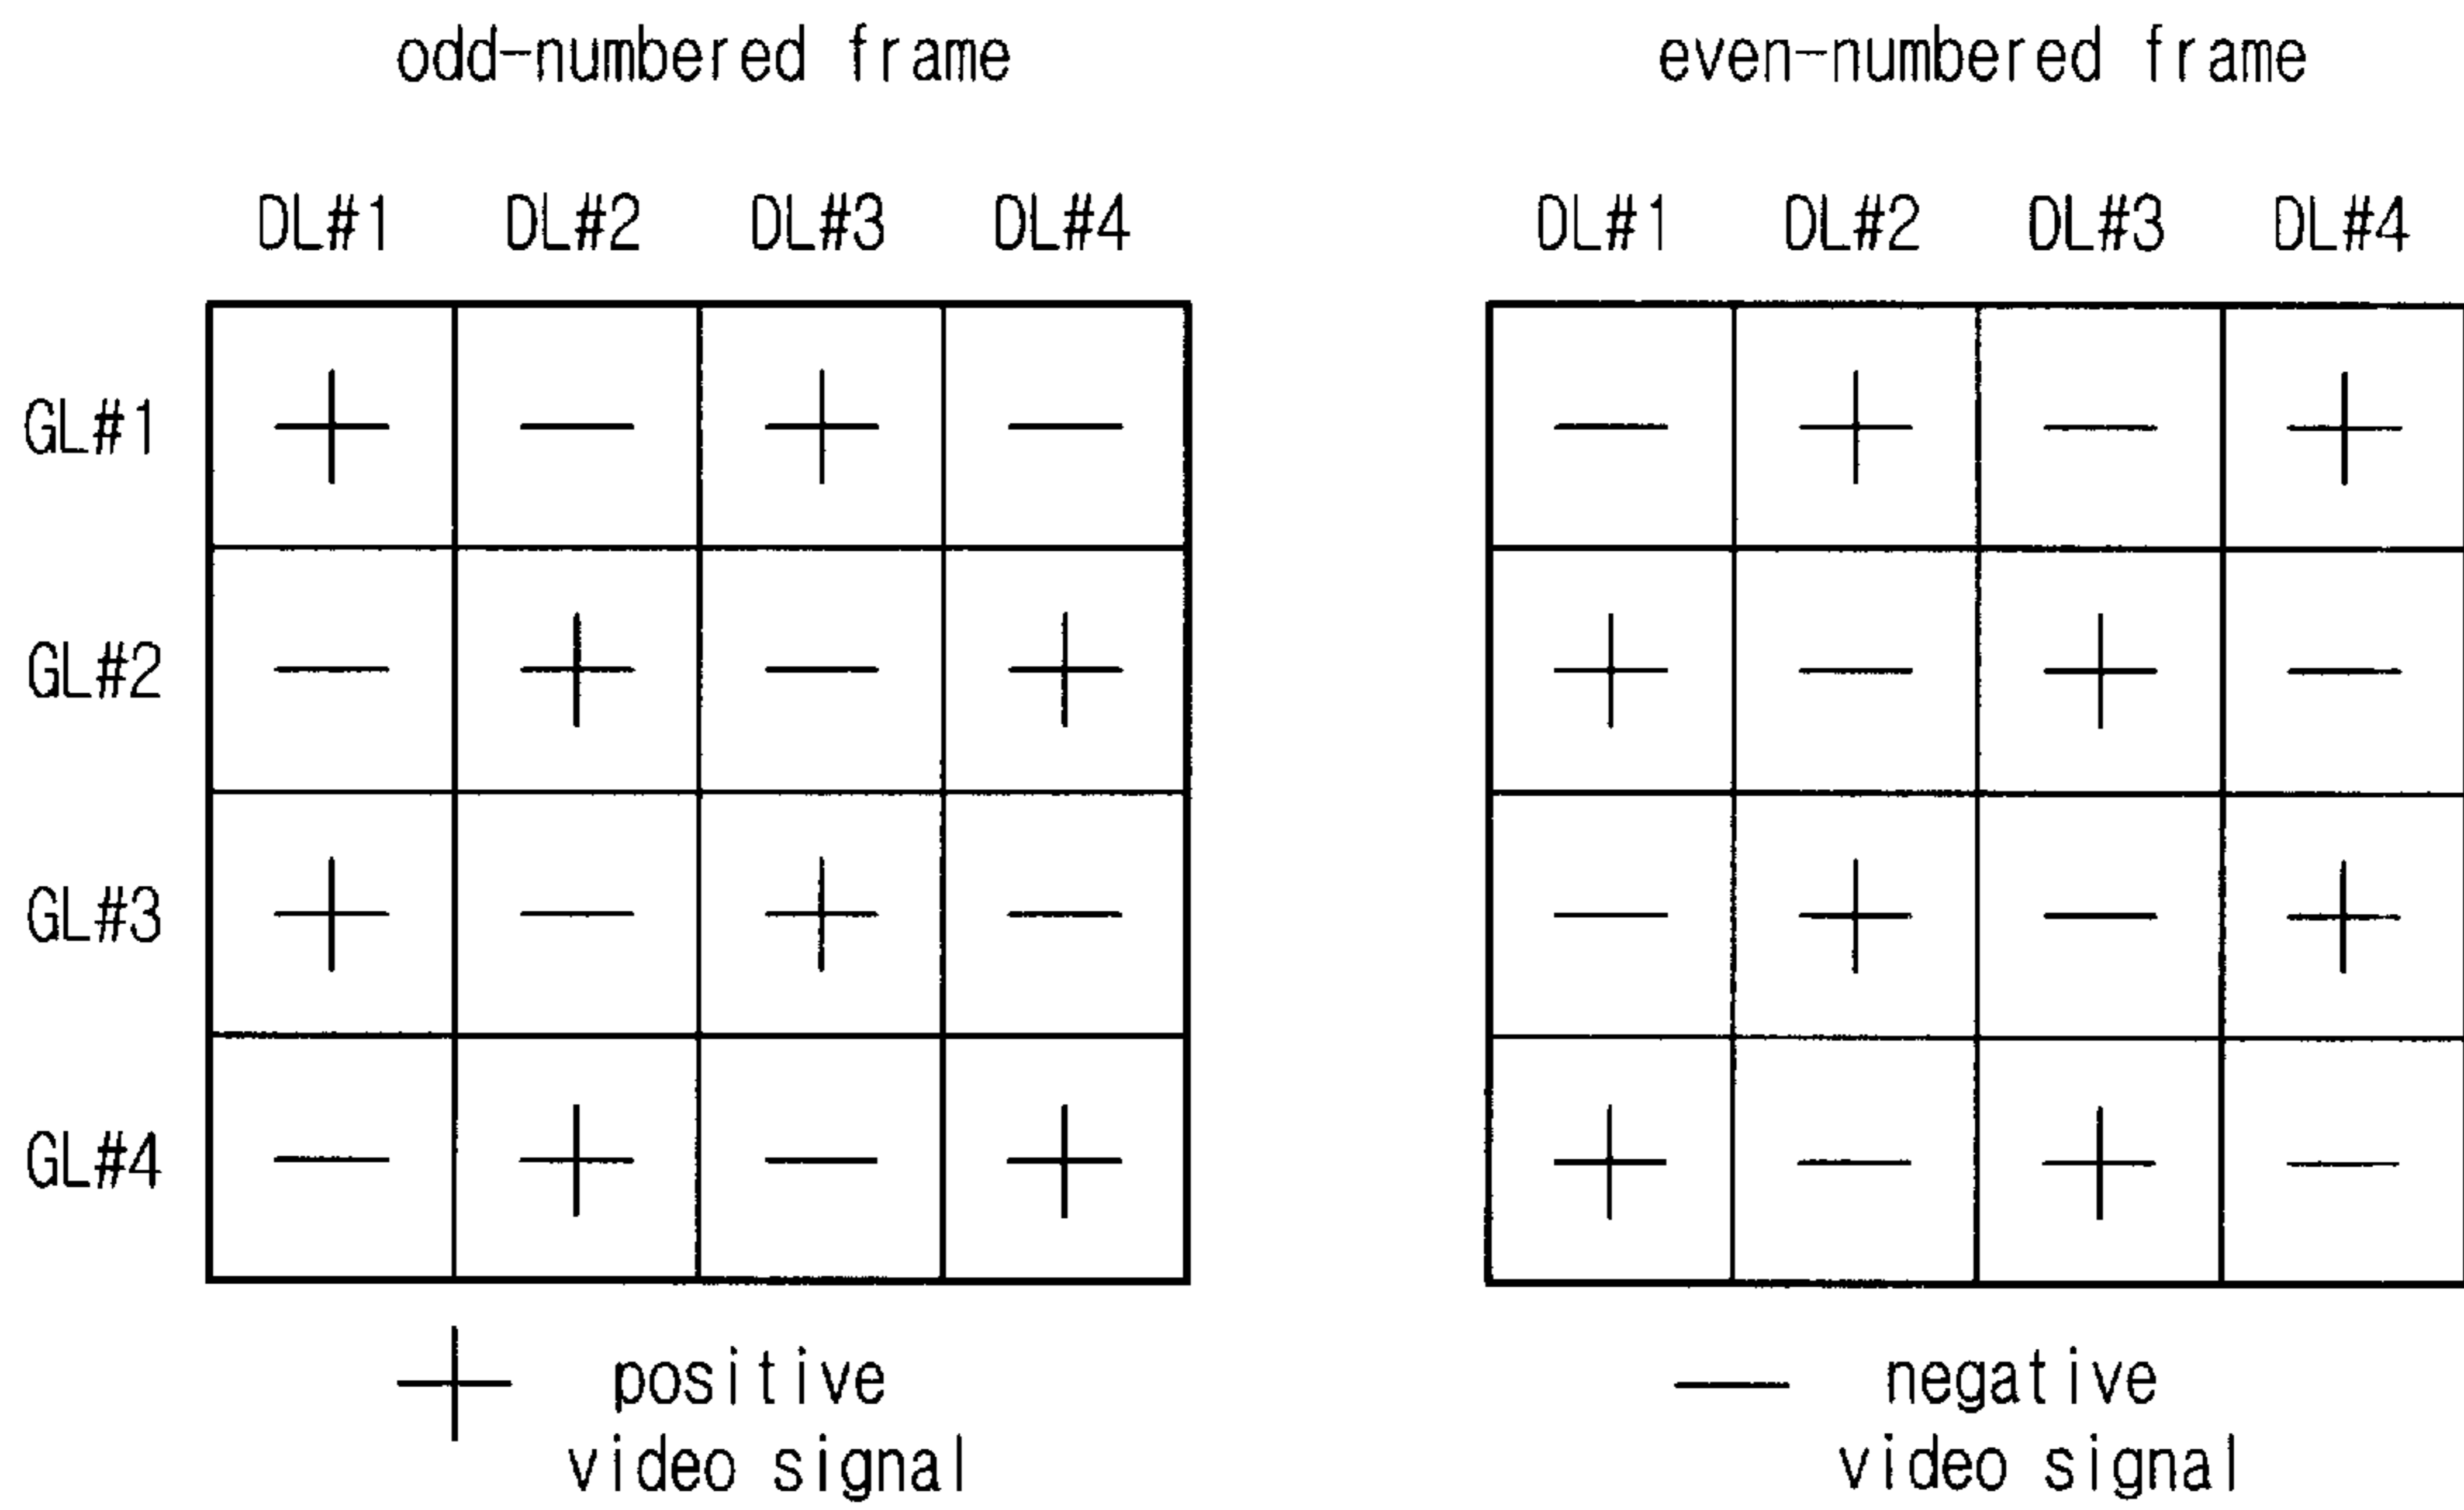 odd-numbered frame
even-numbered frame
DL#1 DL#2 DL#3 DL#4
DL#1 DL#2 DL#3 DL#4
GL#1 + — + — — + — +
GL#2 — + — + + — + —
GL#3 + — + — — + — +
GL#4 — + — + + — + —
+ positive
video signal
— negative
video signal